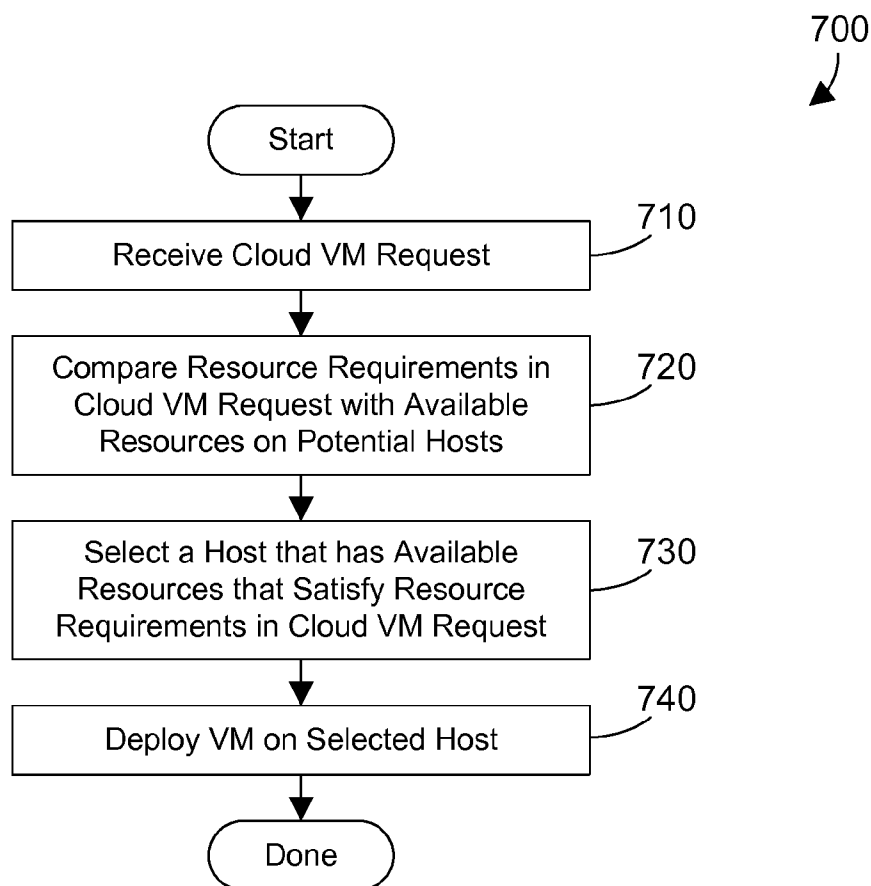 700
Start
Receive Cloud VM Request
710
Compare Resource Requirements in
Cloud VM Request with Available
Resources on Potential Hosts
720
Select a Host that has Available
Resources that Satisfy Resource
Requirements in Cloud VM Request
730
Deploy VM on Selected Host
740
Done